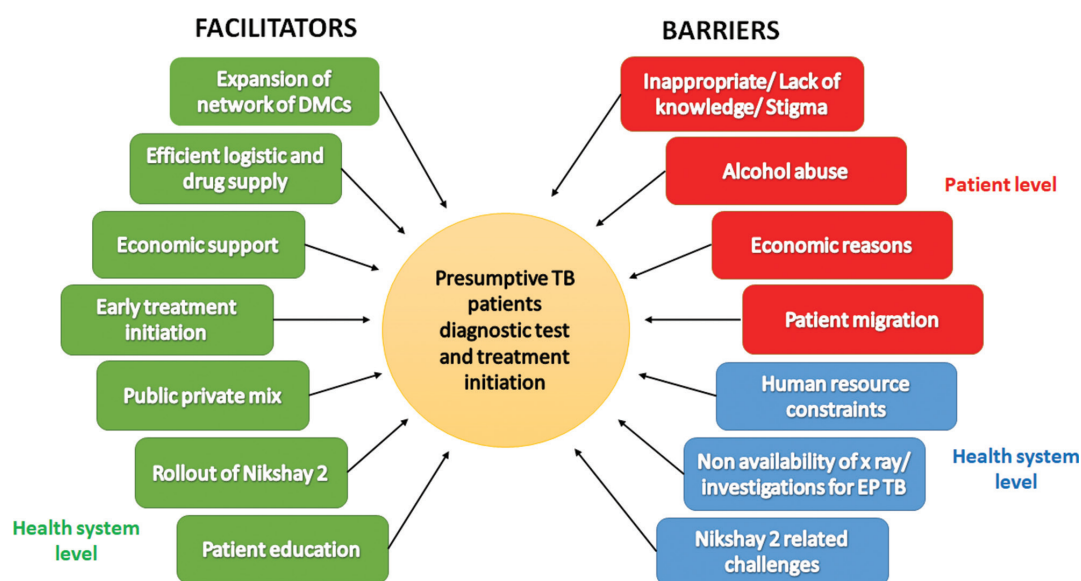 FACILITATORS
Expansion of
network of DMCs
Efficient logistic and
drug supply
Economic support
Early treatment
initiation
Public private mix
Rollout of Nikshay 2
Patient education
Health system
level
Presumptive TB
patients
diagnostic test
and treatment
initiation
BARRIERS
Inappropriate/ Lack of
knowledge/ Stigma
Alcohol abuse
Economic reasons
Patient migration
Patient level
Human resource
constraints
Non availability of x ray/
investigations for EP TB
Nikshay 2 related
challenges
Health system
level